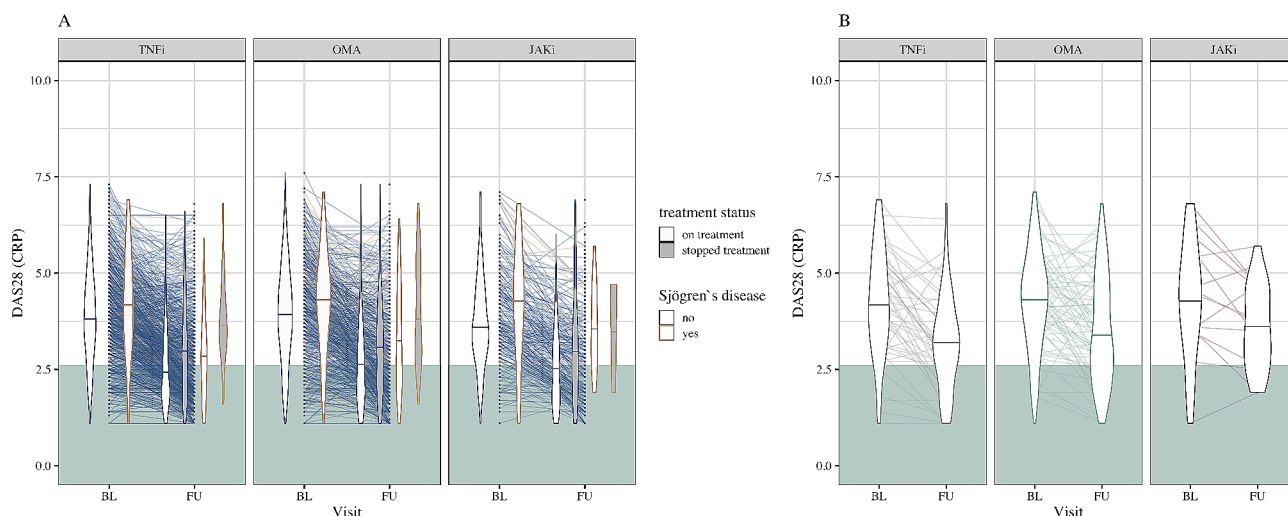 A
TNFi OMA JAKi
DAS28 (CRP)
10.0
7.5
5.0
2.5
0.0
BL FU BL FU BL FU
Visit
treatment status
on treatment
stopped treatment
Sjögren`s disease
no
yes
B
TNFi OMA JAKi
DAS28 (CRP)
10.0
7.5
5.0
2.5
0.0
BL FU BL FU BL FU
Visit